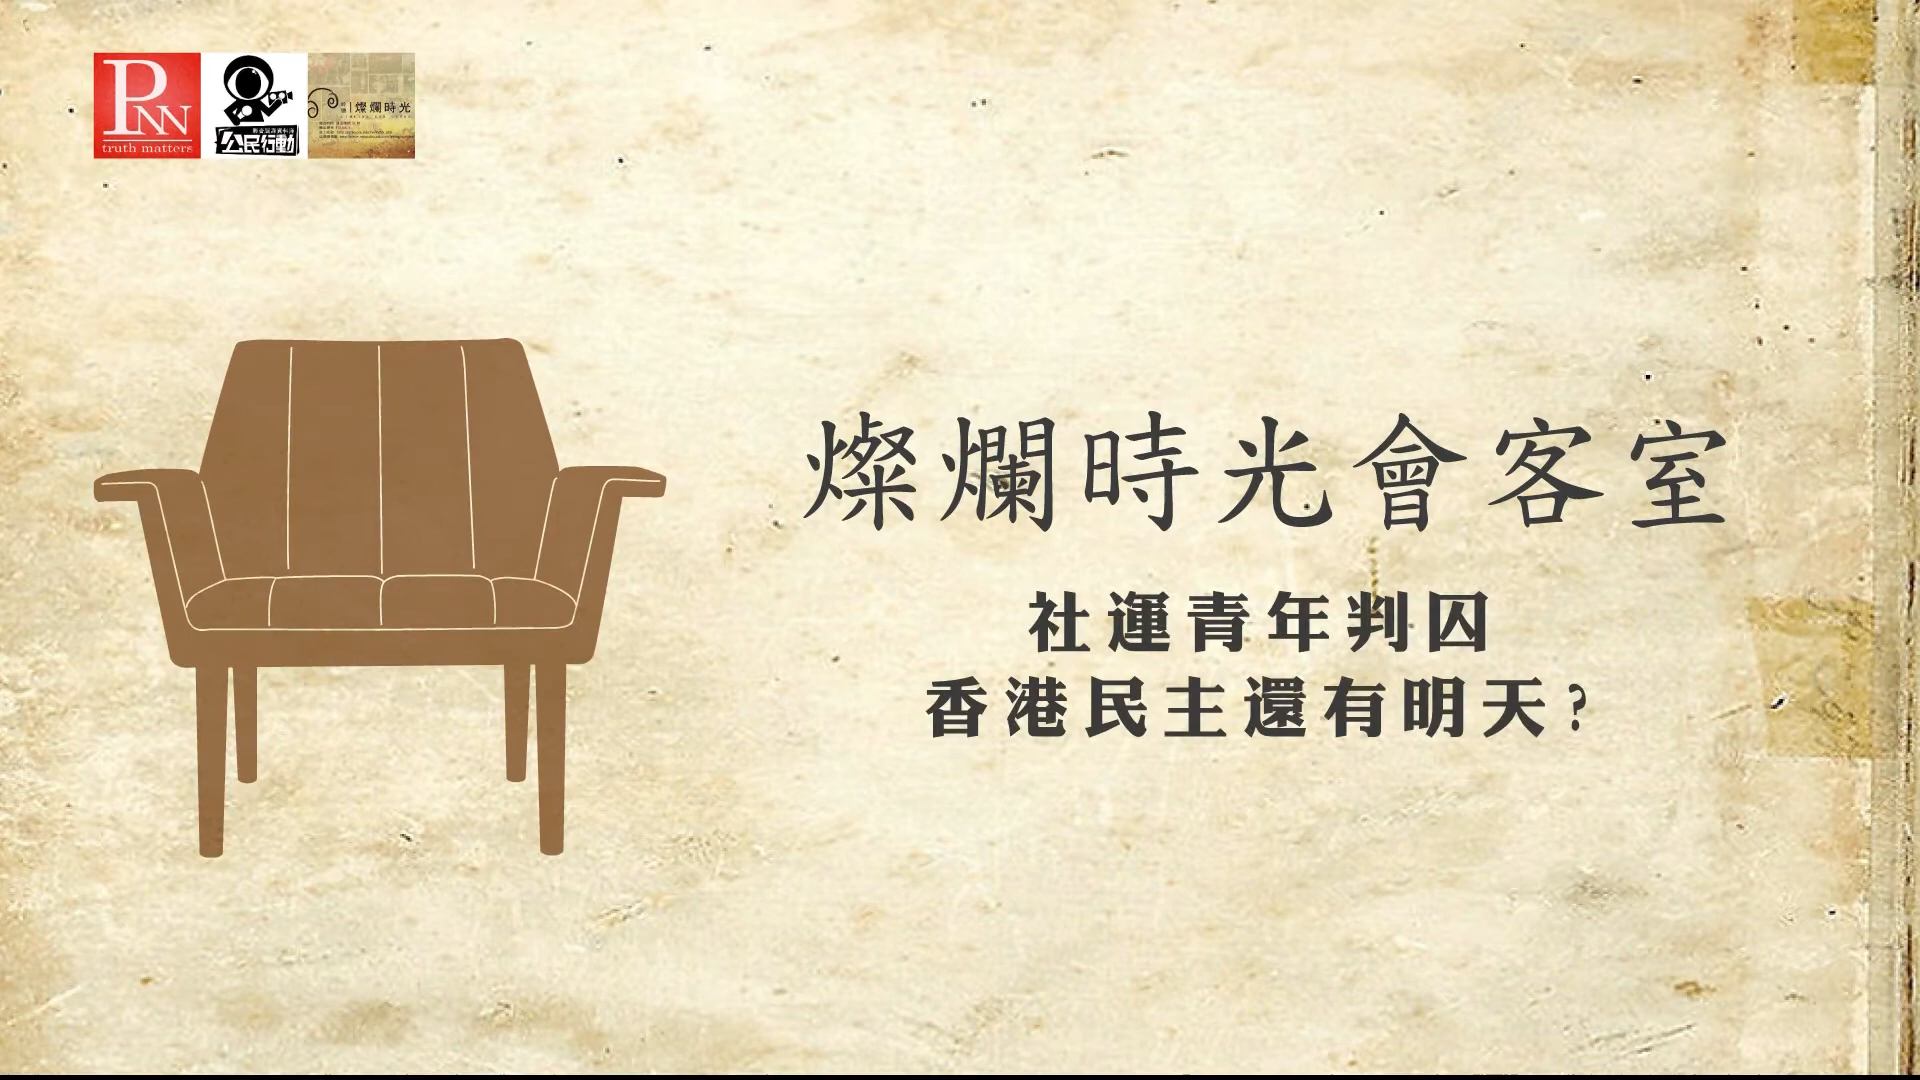 PNN
truth matters
公民行動
燦爛時光
燦爛時光會客室
社運青年判囚
香港民主還有明天?